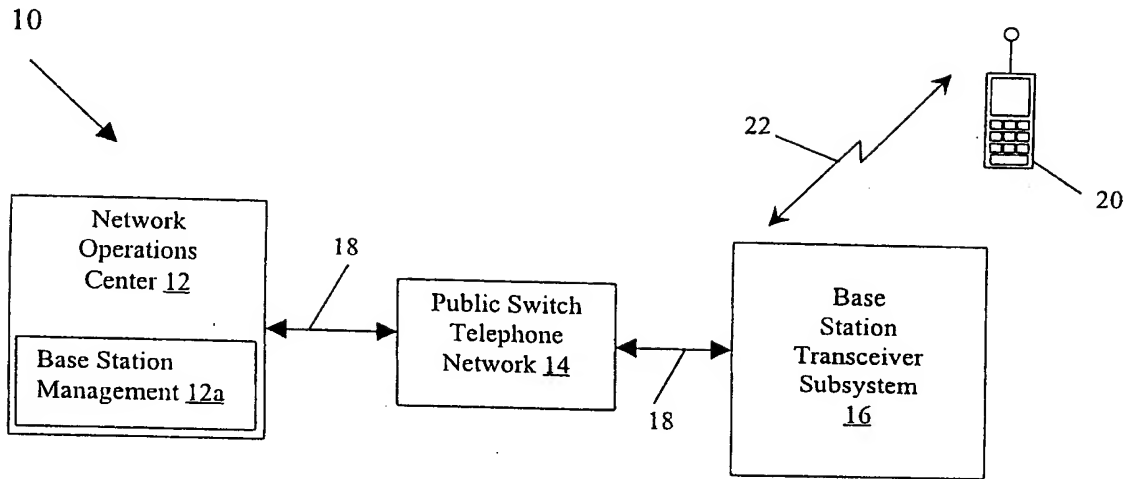 10
22
20
Network
Operations
Center 12
18
Public Switch
Telephone
Network 14
Base
Station
Transceiver
Subsystem
16
Base Station
Management 12a
18